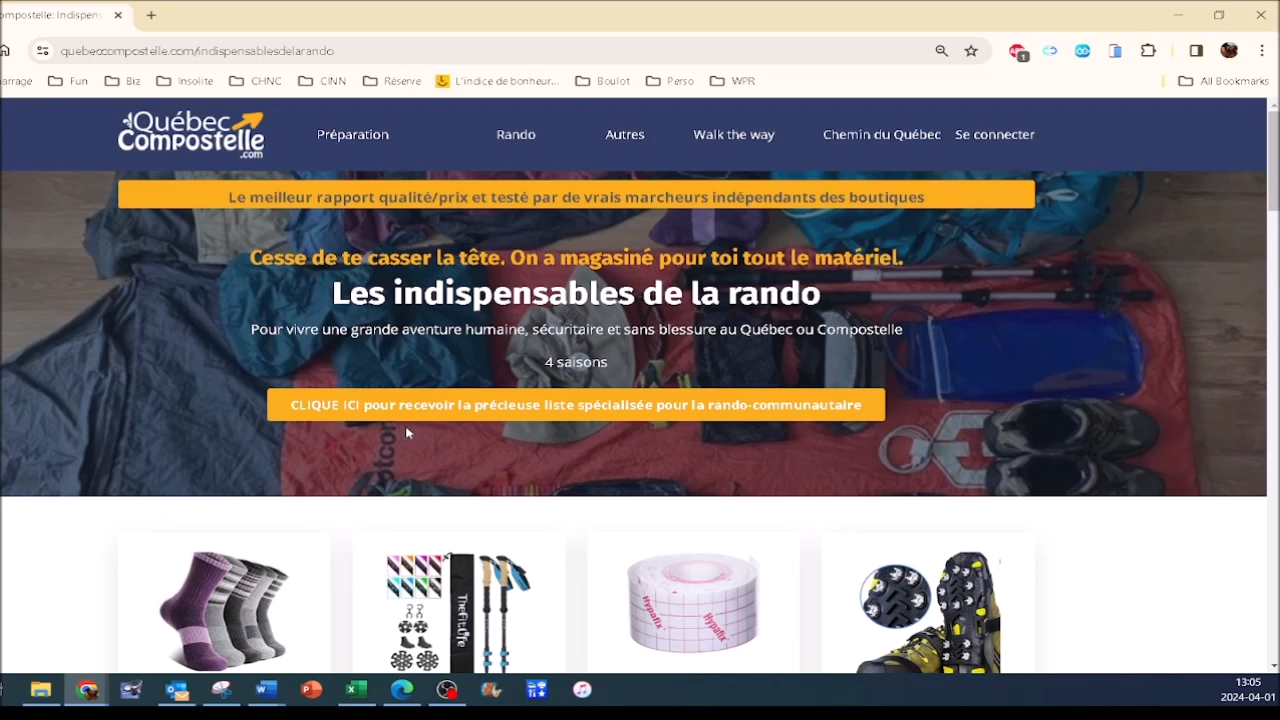 ompostelle: Indispens
quebeccompostelle.com/indispensablesdelarando
1
arrage
Fun
Biz
Insolite
CHNC
CINN
Réserve
L'indice de bonheur...
Boulot
Perso
WPR
All Bookmarks
Québec
Compostelle
.com
Préparation
Rando
Autres
Walk the way
Chemin du Québec
Se connecter
Le meilleur rapport qualité/prix et testé par de vrais marcheurs indépendants des boutiques
Cesse de te casser la tête. On a magasiné pour toi tout le matériel.
Les indispensables de la rando
Pour vivre une grande aventure humaine, sécuritaire et sans blessure au Québec ou Compostelle
4 saisons
CLIQUE ICI pour recevoir la précieuse liste spécialisée pour la rando-communautaire
TheFitLife
Hypafix
Hypafix
13:05
2024-04-01